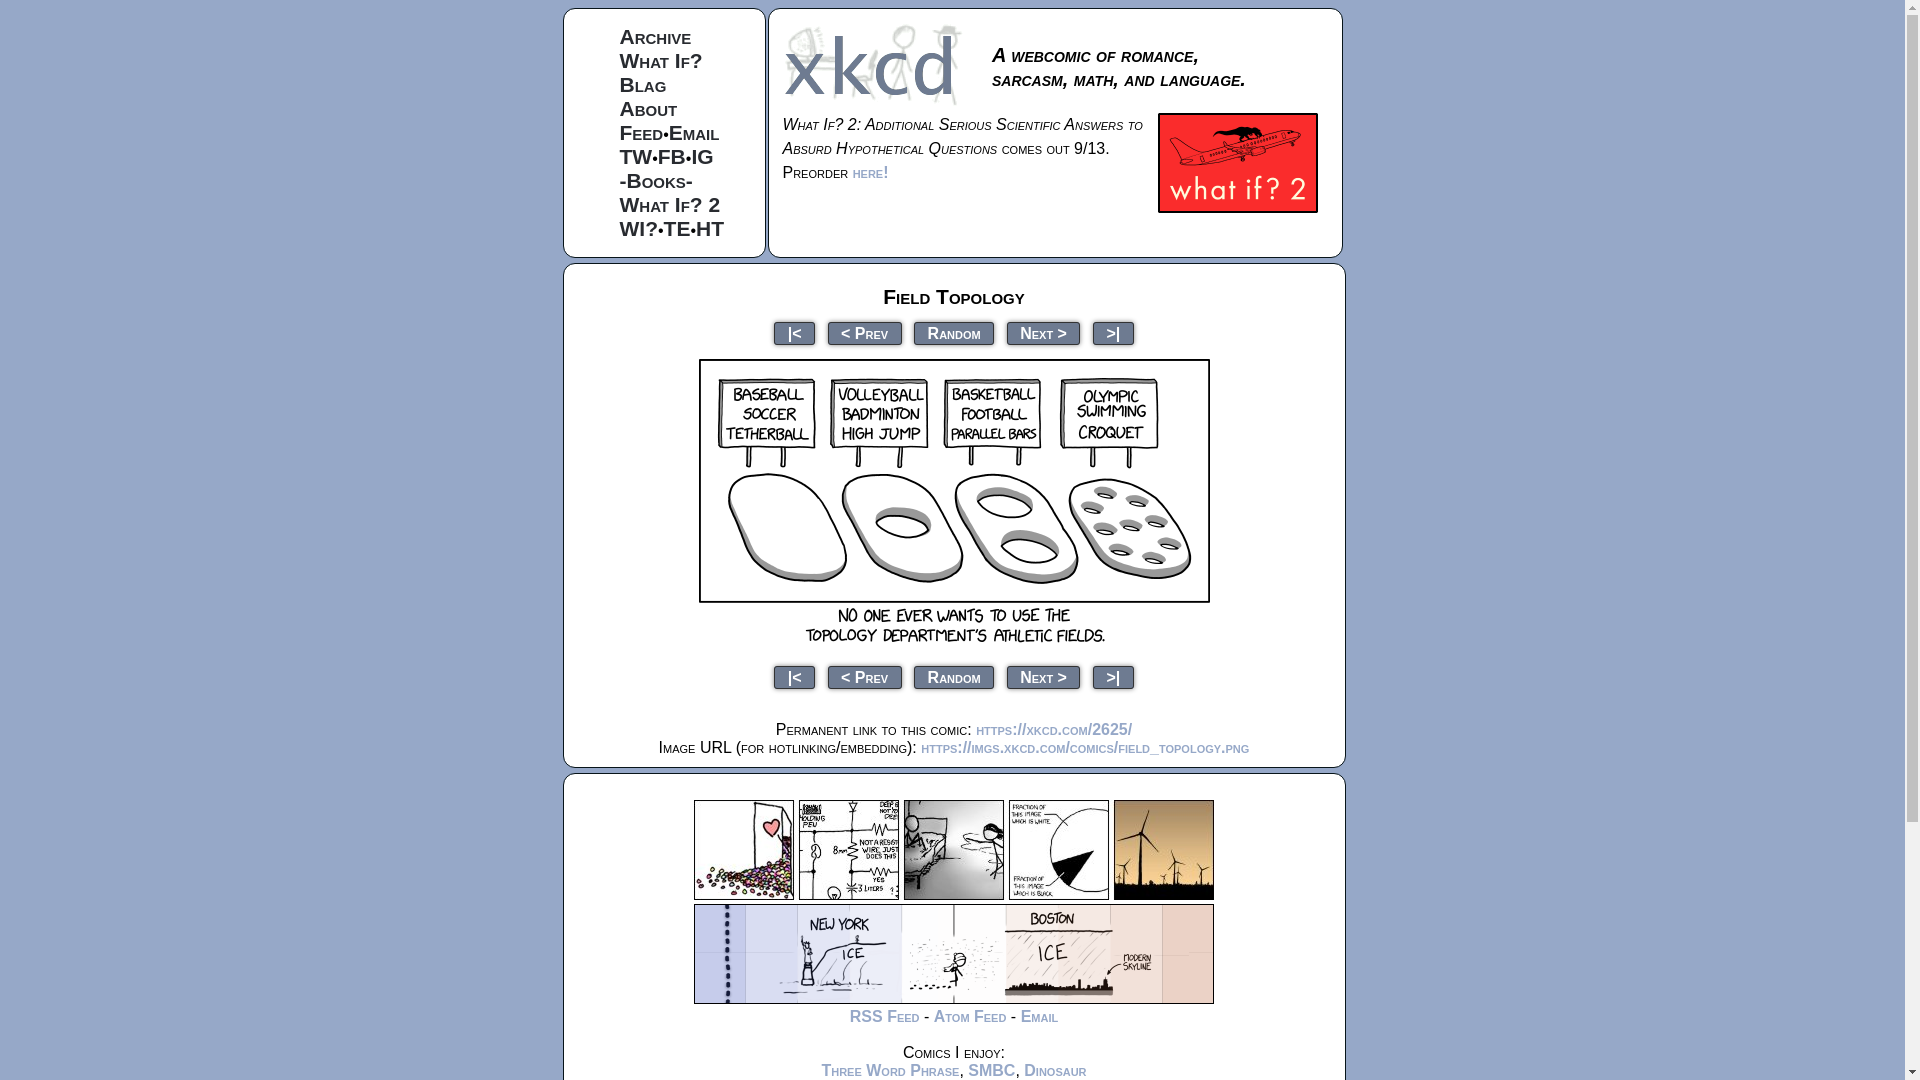 Archive
What If?
Blag
About
Feed•Email
TW•FB•IG
-Books-
What If? 2
WI?•TE•HT
xkcd
A webcomic of romance,
sarcasm, math, and language.
What If? 2: Additional Serious Scientific Answers to
Absurd Hypothetical Questions comes out 9/13.
Preorder here!
what if? 2
Field Topology
|< < Prev Random Next > >|
BASEBALL
SOCCER
TETHERBALL
VOLLEYBALL
BADMINTON
HIGH JUMP
BASKETBALL
FOOTBALL
PARALLEL BARS
OLYMPIC
SWIMMING
CROQUET
NO ONE EVER WANTS TO USE THE
TOPOLOGY DEPARTMENT'S ATHLETIC FIELDS.
|< < Prev Random Next > >|
Permanent link to this comic: https://xkcd.com/2625/
Image URL (for hotlinking/embedding): https://imgs.xkcd.com/comics/field_topology.png
HOLDING
PEN
8mm
NOT A RESIST
WIRE JUST
DOES THIS
YES
3 LITERS
FRACTION OF
THIS IMAGE
WHICH IS WHITE
FRACTION OF
THIS IMAGE
WHICH IS BLACK
NEW YORK
ICE
BOSTON
ICE
MODERN
SKYLINE
RSS Feed - Atom Feed - Email
Comics I enjoy:
Three Word Phrase, SMBC, Dinosaur